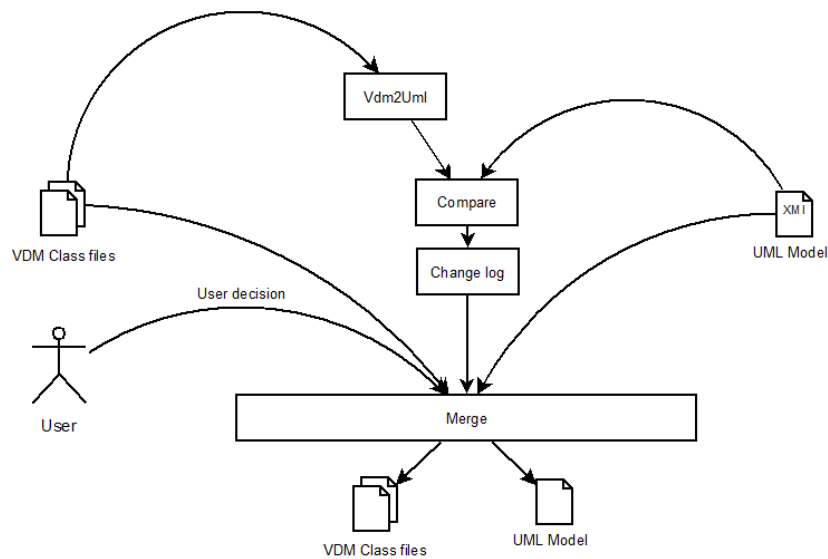 Vdm2Uml
Compare
XMI
VDM Class files
UML Model
Change log
User decision
User
Merge
VDM Class files
UML Model